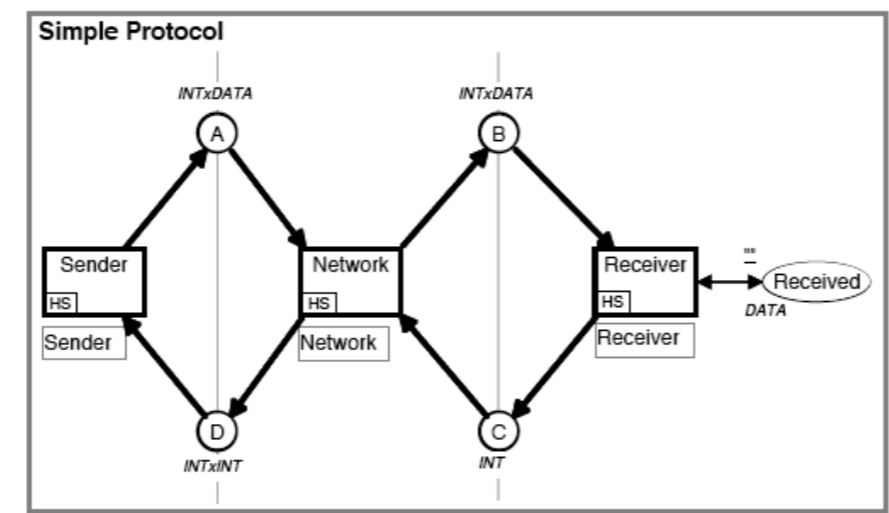 Simple Protocol
INTxDATA
INTxDATA
A
B
Sender
HS
Sender
Network
HS
Network
Receiver
HS
Receiver
""
Received
DATA
D
INTxINT
C
INT